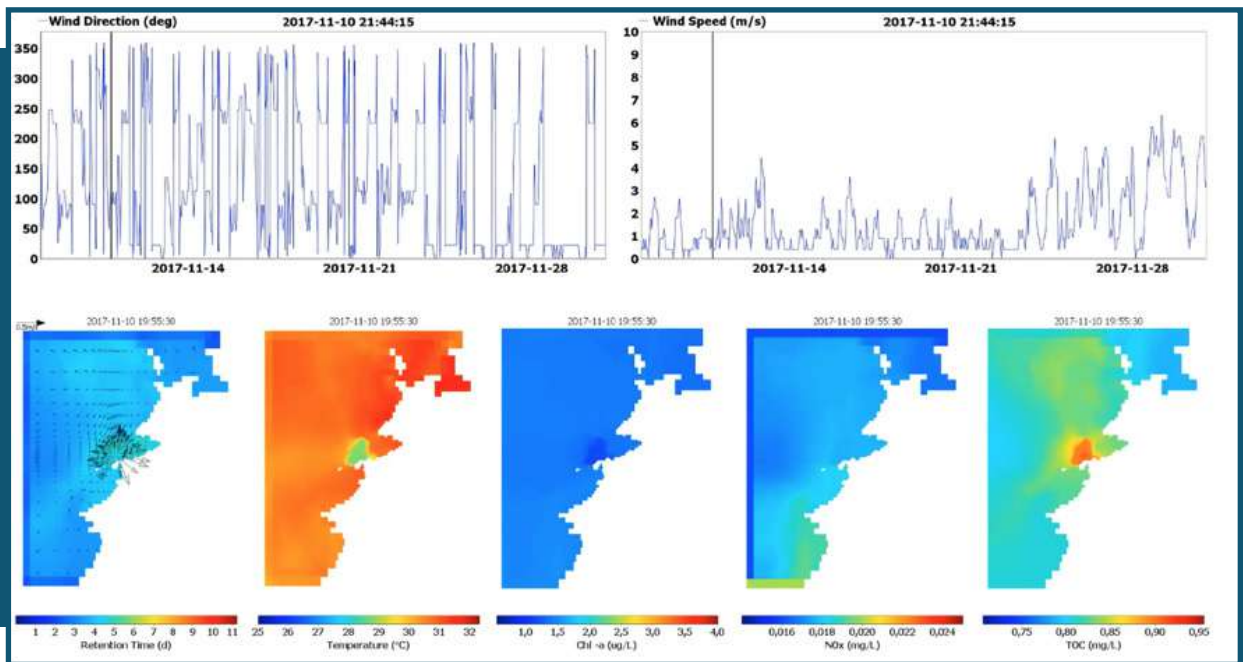 Wind Direction (deg) 2017-11-10 21:44:15
350
300
250
200
150
100
50
0
2017-11-14 2017-11-21 2017-11-28
Wind Speed (m/s) 2017-11-10 21:44:15
10
9
8
7
6
5
4
3
2
1
0
2017-11-14 2017-11-21 2017-11-28
2017-11-10 19:55:30
2017-11-10 19:55:30
2017-11-10 19:55:30
2017-11-10 19:55:30
2017-11-10 19:55:30
1 2 3 4 5 6 7 8 9 10 11
Retention Time (d)
25 26 27 28 29 30 31 32
Temperature (°C)
1,0 1,5 2,0 2,5 3,0 3,5 4,0
Chl -a (ug/L)
0,016 0,018 0,020 0,022 0,024
NOx (mg/L)
0,75 0,80 0,85 0,90 0,95
TOC (mg/L)